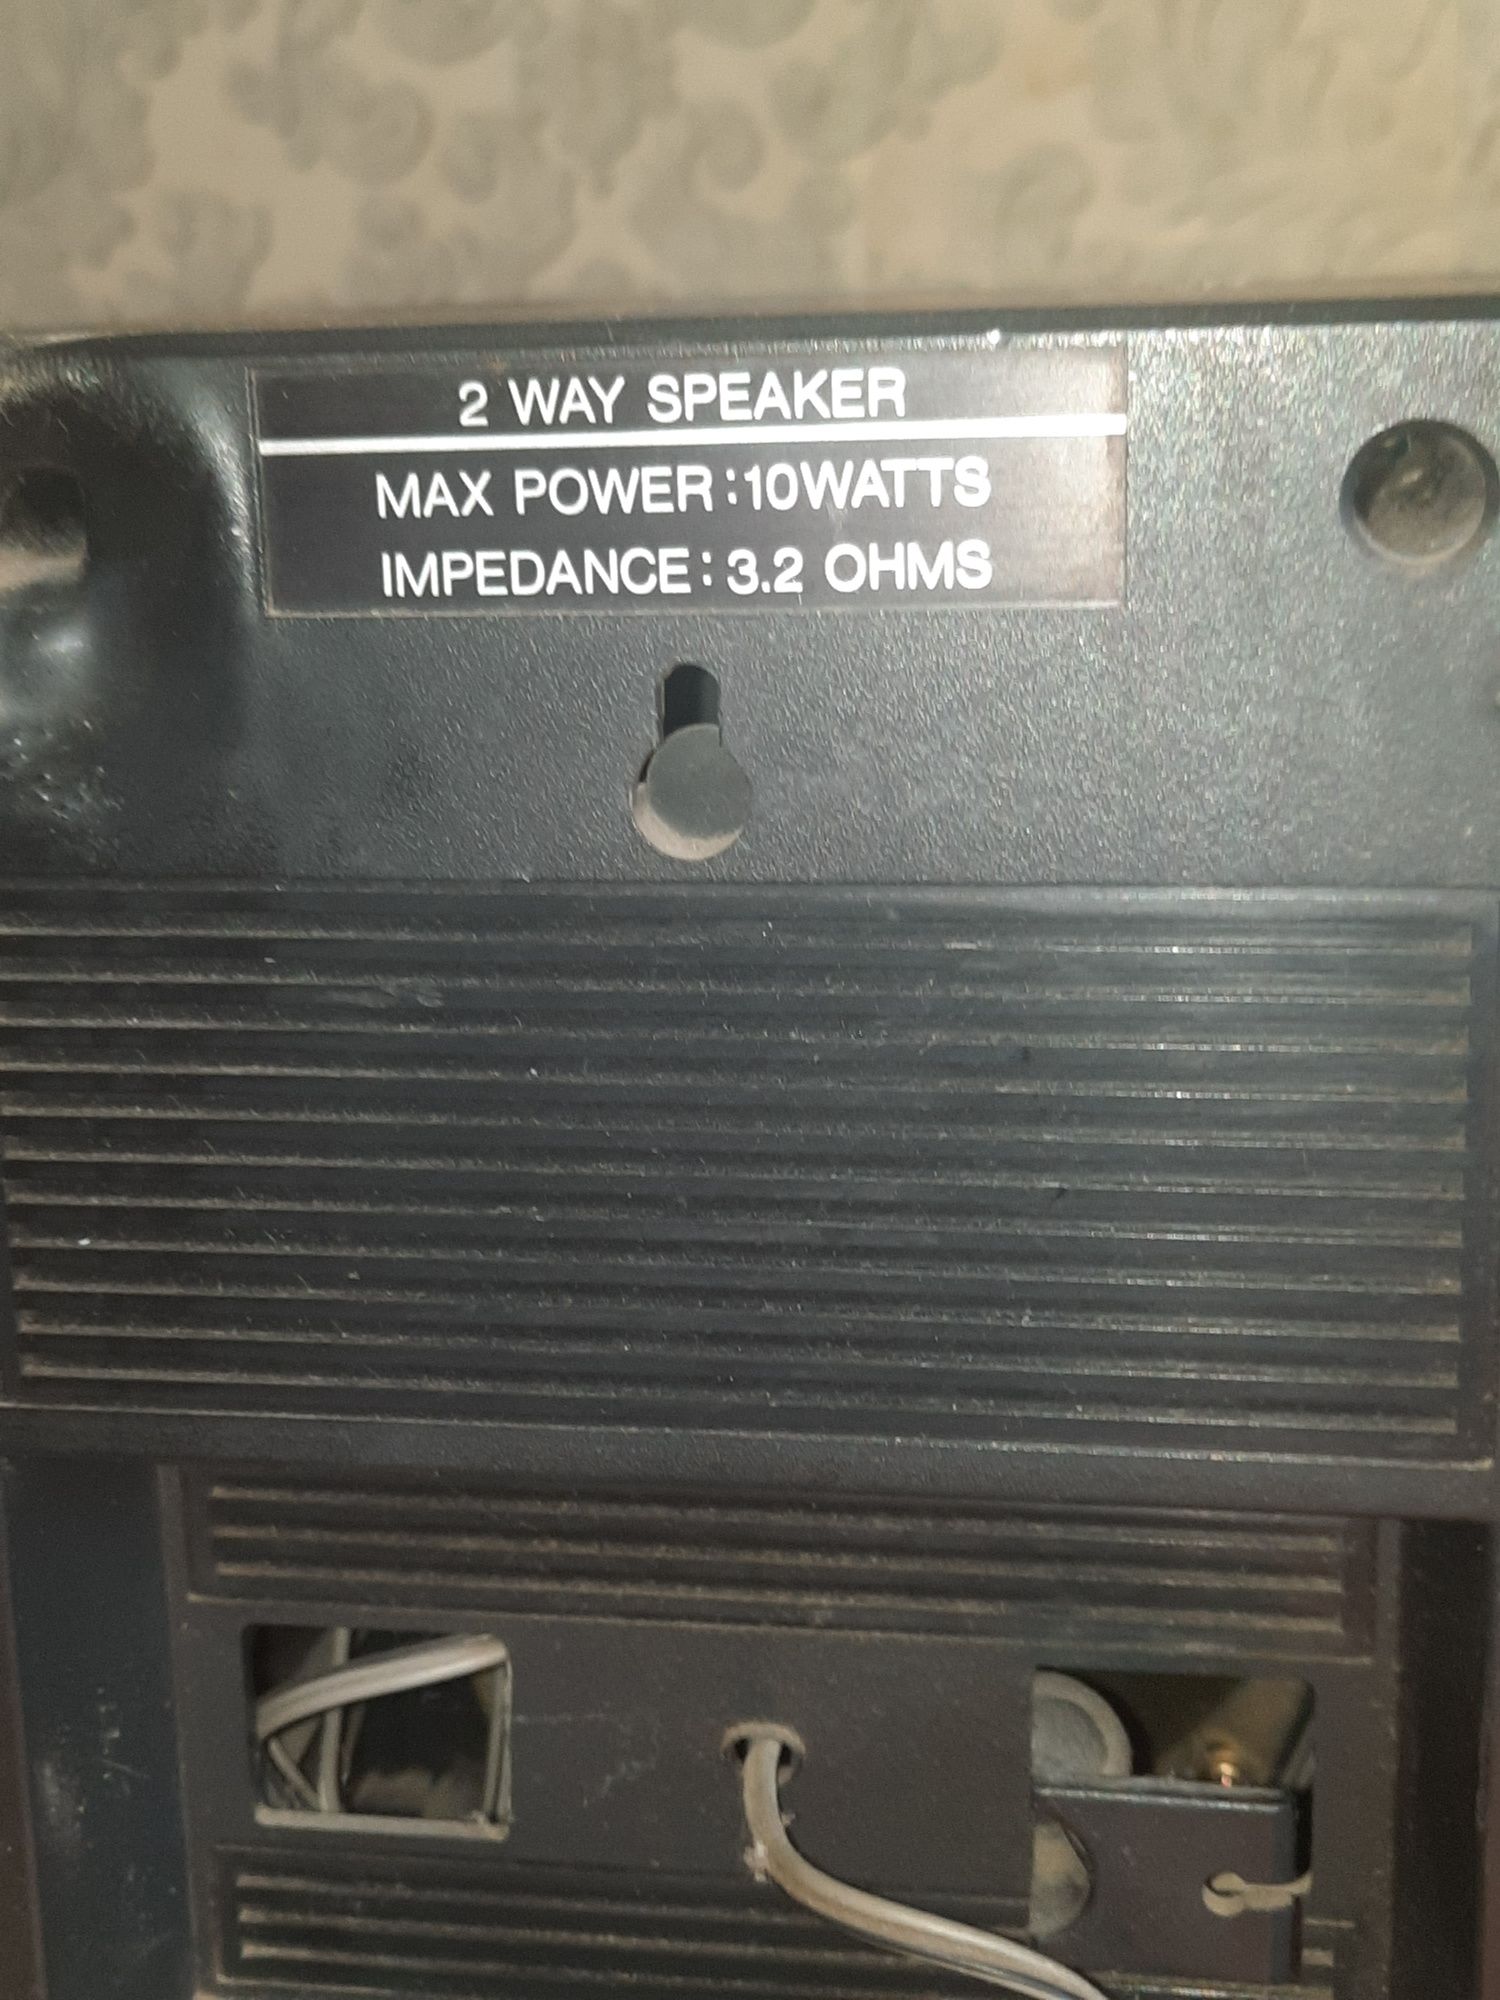 2 WAY SPEAKER
MAX POWER:10WATTS
IMPEDANCE:3.2 OHMS